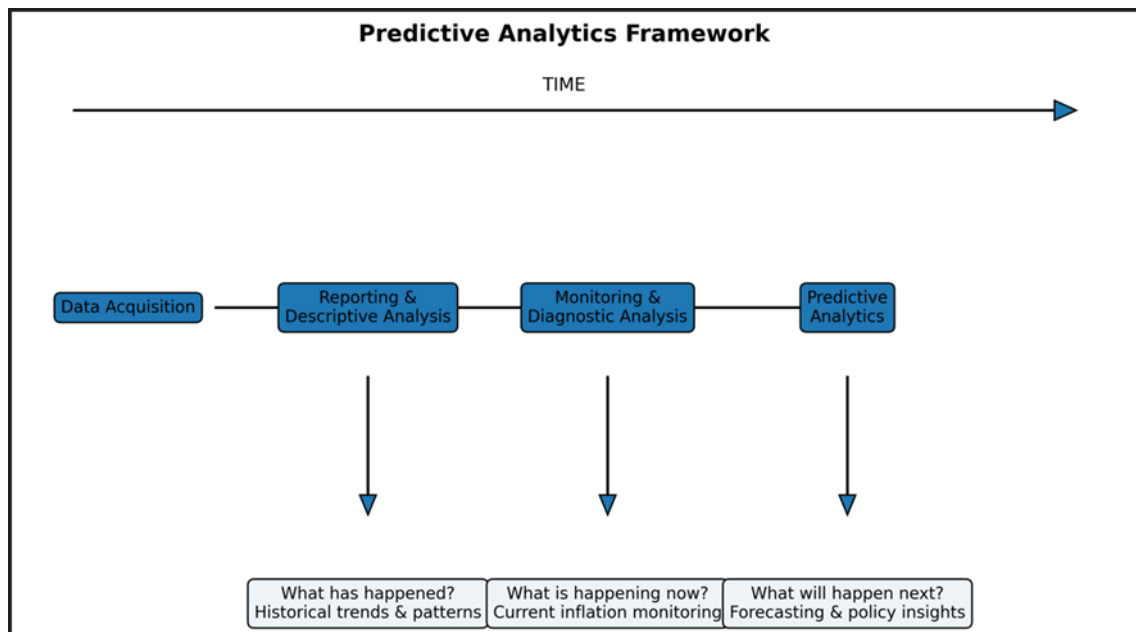 Predictive Analytics Framework
TIME
Data Acquisition
Reporting &
Descriptive Analysis
Monitoring &
Diagnostic Analysis
Predictive
Analytics
What has happened?
Historical trends & patterns
What is happening now?
Current inflation monitoring
What will happen next?
Forecasting & policy insights